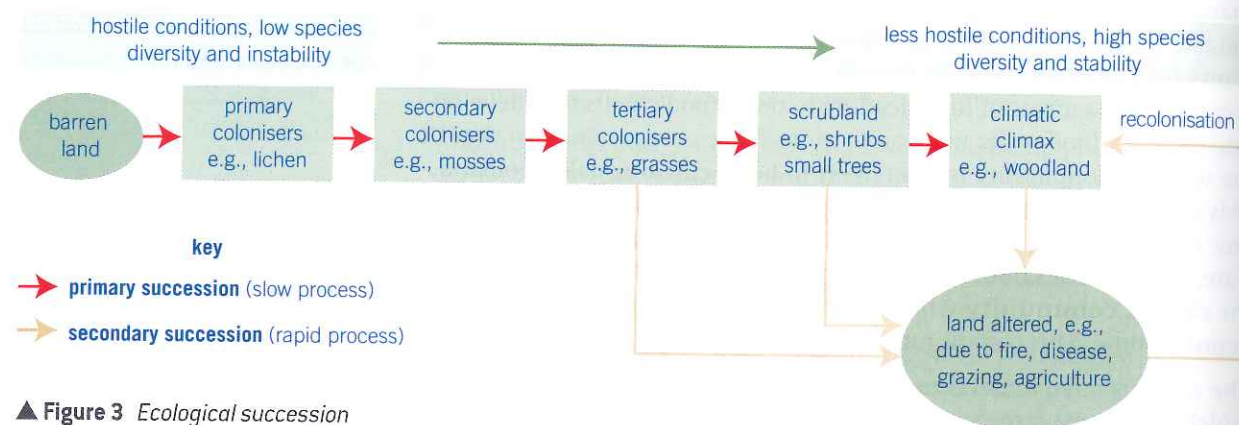 hostile conditions, low species
diversity and instability
less hostile conditions, high species
diversity and stability
barren
land
primary
colonisers
e.g., lichen
secondary
colonisers
e.g., mosses
tertiary
colonisers
e.g., grasses
scrubland
e.g., shrubs
small trees
climatic
climax
e.g., woodland
recolonisation
key
primary succession (slow process)
secondary succession (rapid process)
land altered, e.g.,
due to fire, disease,
grazing, agriculture
▲ Figure 3 Ecological succession